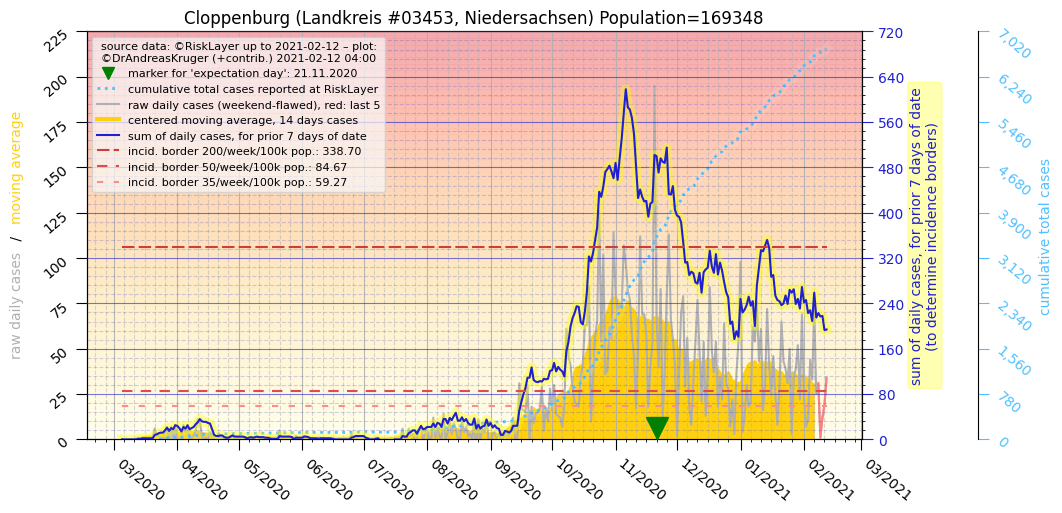 Cloppenburg (Landkreis #03453, Niedersachsen) Population=169348
source data: ©RiskLayer up to 2021-02-12 – plot:
©DrAndreasKruger (+contrib.) 2021-02-12 04:00
marker for 'expectation day': 21.11.2020
cumulative total cases reported at RiskLayer
raw daily cases (weekend-flawed), red: last 5
centered moving average, 14 days cases
sum of daily cases, for prior 7 days of date
incid. border 200/week/100k pop.: 338.70
incid. border 50/week/100k pop.: 84.67
incid. border 35/week/100k pop.: 59.27
raw daily cases / moving average
225
200
175
150
125
100
75
50
25
0
720
640
560
480
400
320
240
160
80
0
sum of daily cases, for prior 7 days of date
(to determine incidence borders)
7,020
6,240
5,460
4,680
3,900
3,120
2,340
1,560
780
0
cumulative total cases
03/2020
04/2020
05/2020
06/2020
07/2020
08/2020
09/2020
10/2020
11/2020
12/2020
01/2021
02/2021
03/2021